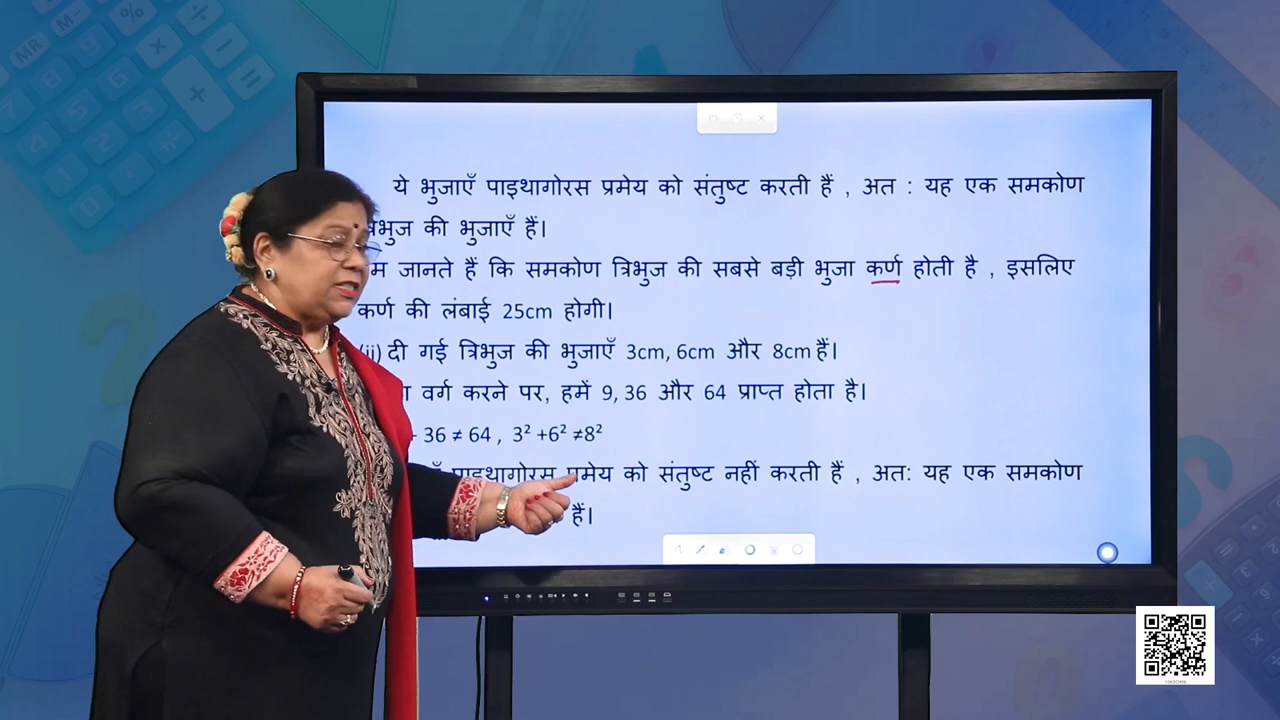 ये भुजाएँ पाइथागोरस प्रमेय को संतुष्ट करती हैं , अत : यह एक समकोण
की भुजाएँ हैं।
जानते हैं कि समकोण त्रिभुज की सबसे बड़ी भुजा कर्ण होती है , इसलिए
कर्ण की लंबाई 25cm होगी।
(ii) दी गई त्रिभुज की भुजाएँ 3cm, 6cm और 8cm हैं।
वर्ग करने पर, हमें 9, 36 और 64 प्राप्त होता है।
+ 36 ≠ 64 , 3² +6² ≠8²
पाइथागोरस प्रमेय को संतुष्ट नहीं करती हैं , अत: यह एक समकोण
हैं।